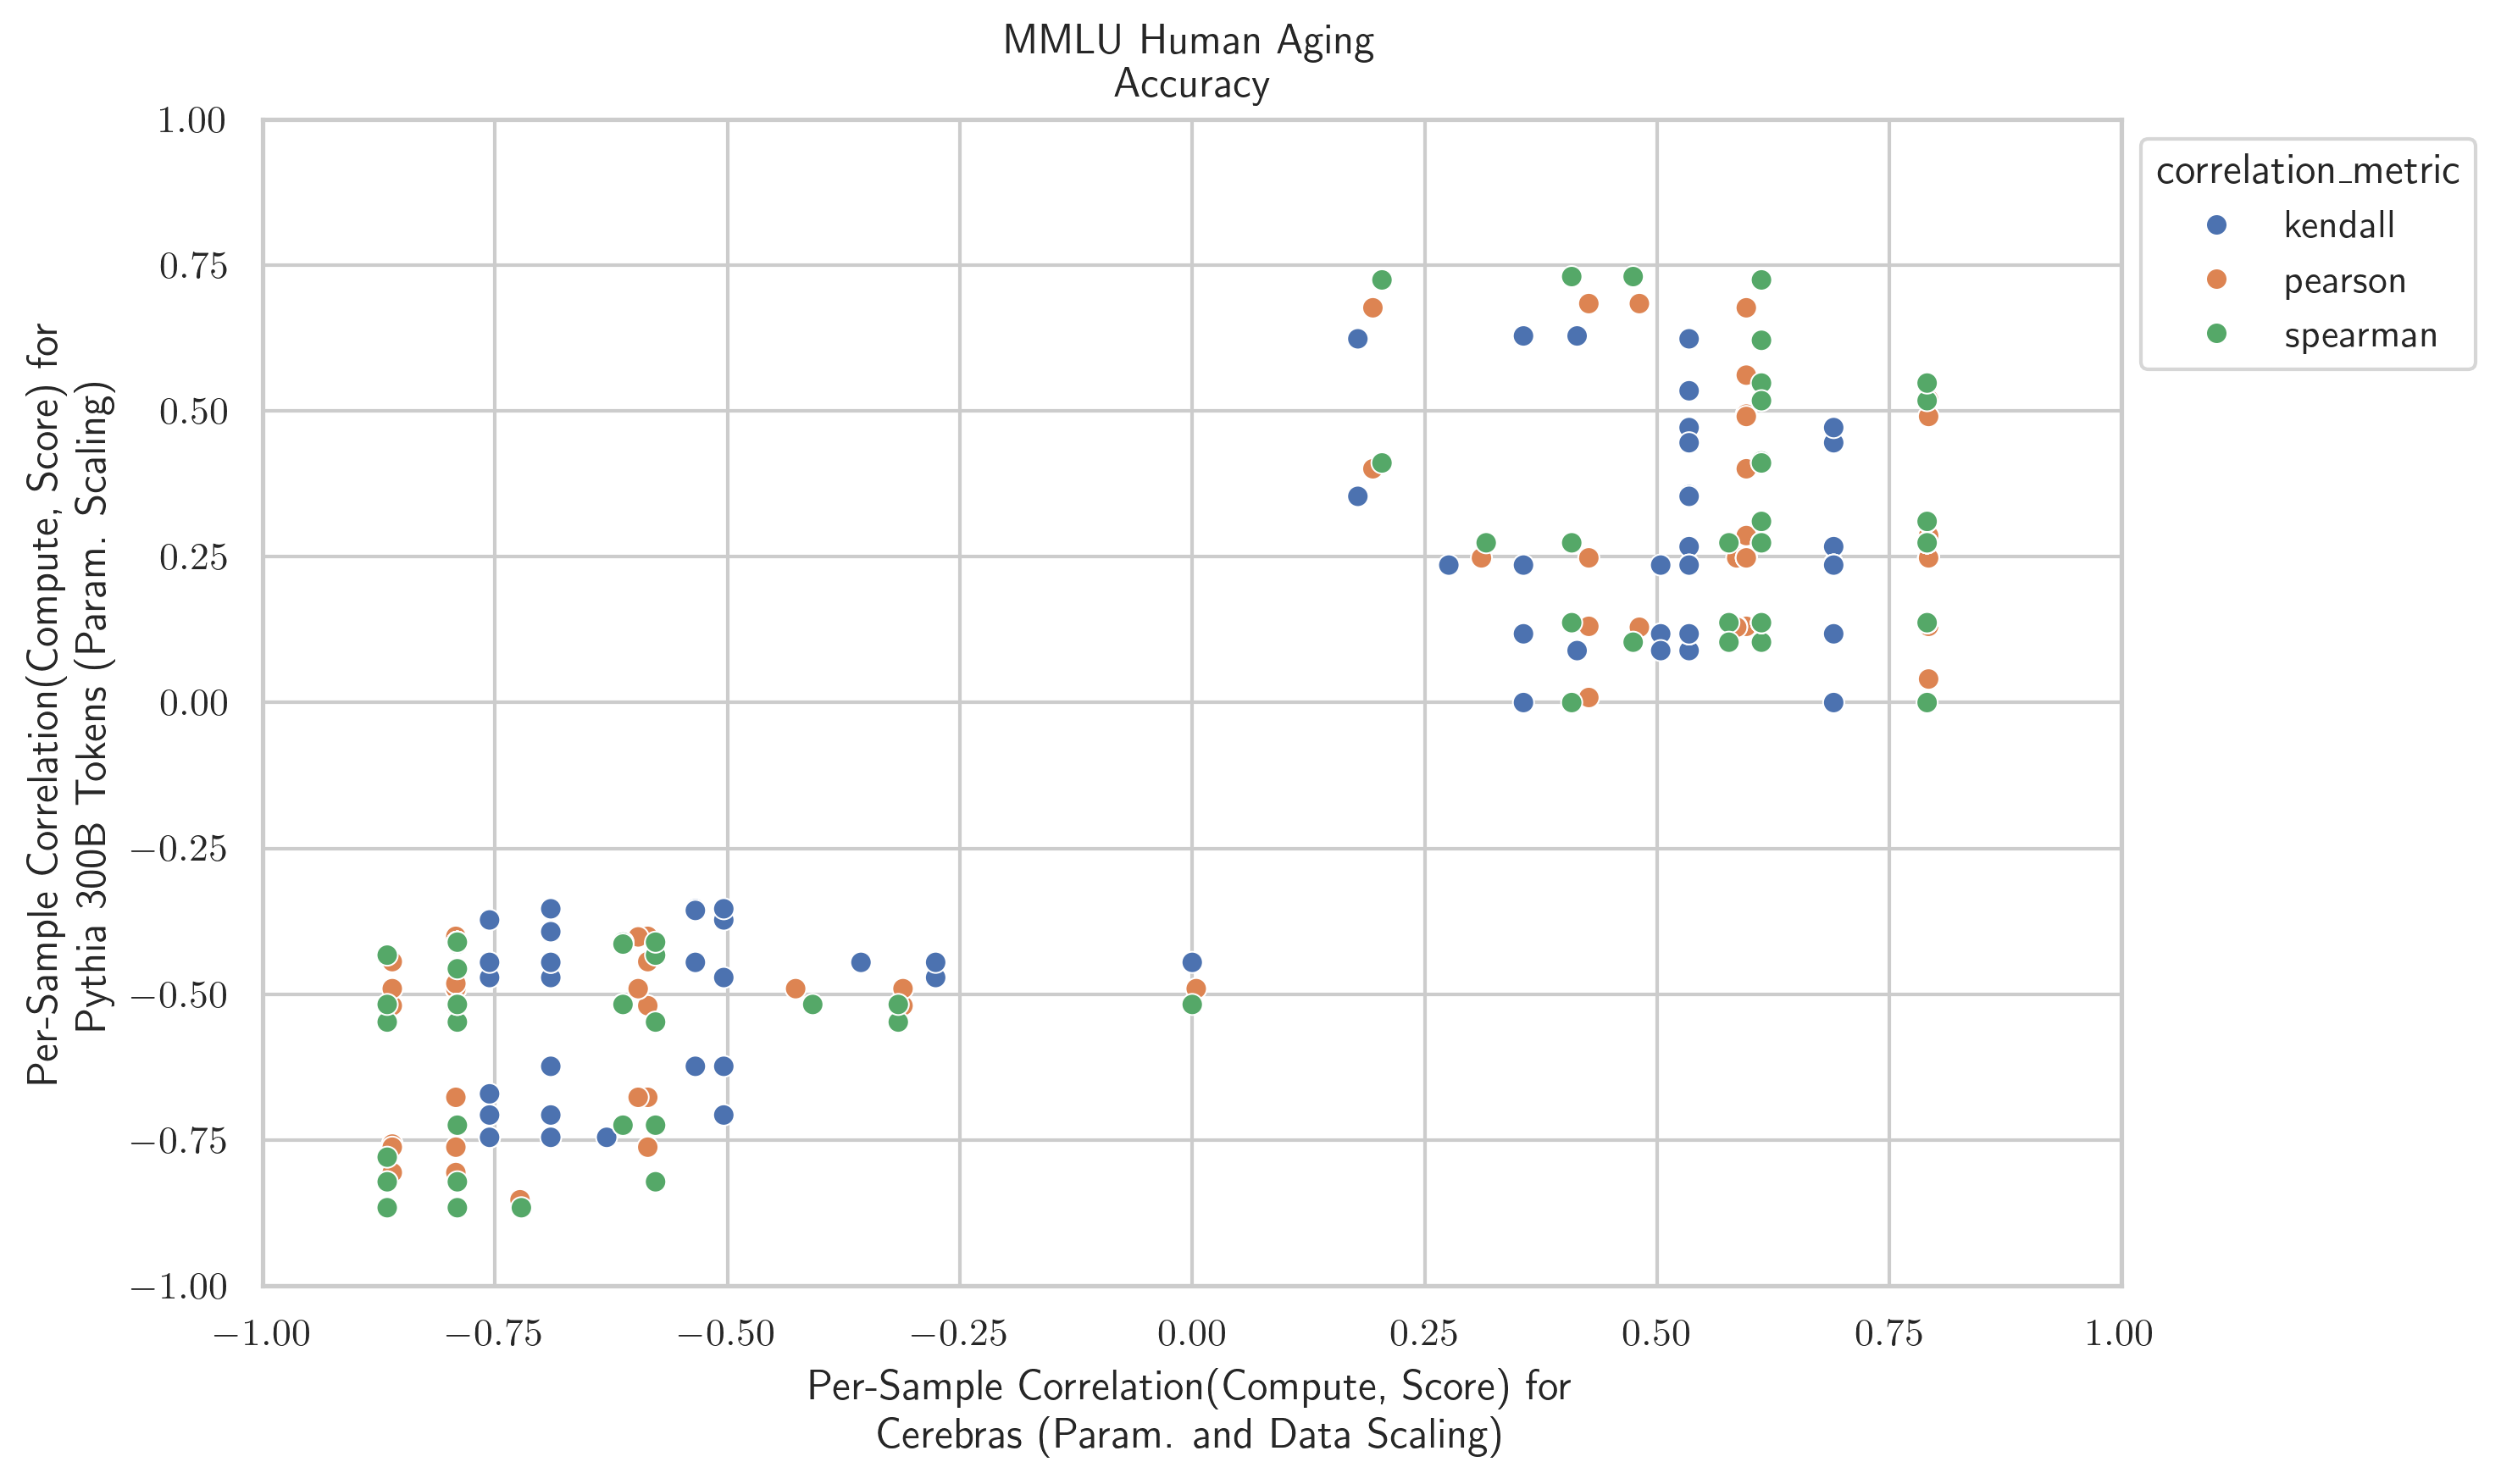 MMLU Human Aging
Accuracy
1.00
0.75
0.50
0.25
0.00
−0.25
−0.50
−0.75
−1.00
Per-Sample Correlation(Compute, Score) for
Pythia 300B Tokens (Param. Scaling)
correlation_metric
kendall
pearson
spearman
−1.00 −0.75 −0.50 −0.25 0.00 0.25 0.50 0.75 1.00
Per-Sample Correlation(Compute, Score) for
Cerebras (Param. and Data Scaling)